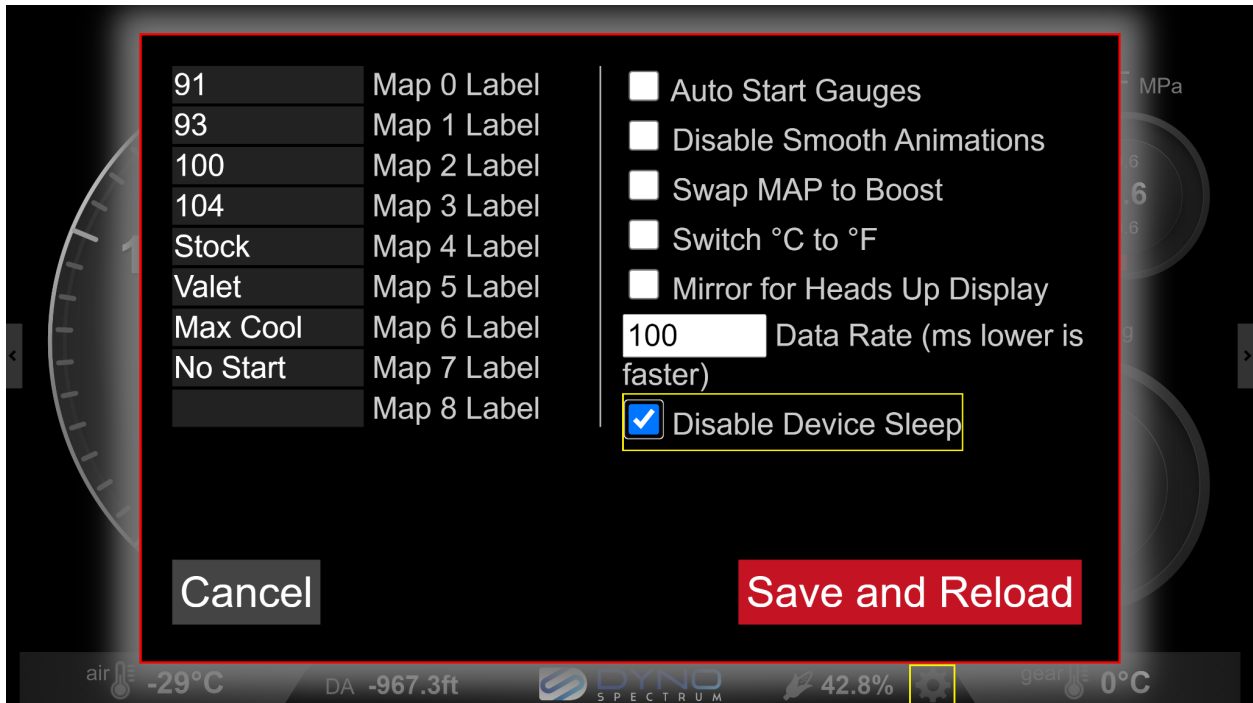 91 Map 0 Label
93 Map 1 Label
100 Map 2 Label
104 Map 3 Label
Stock Map 4 Label
Valet Map 5 Label
Max Cool Map 6 Label
No Start Map 7 Label
Map 8 Label
Auto Start Gauges
Disable Smooth Animations
Swap MAP to Boost
Switch °C to °F
Mirror for Heads Up Display
100 Data Rate (ms lower is
faster)
Disable Device Sleep
Cancel
Save and Reload
MPa
.6
.6
.6
g
1
air -29°C
DA -967.3ft
DYNO
SPECTRUM
42.8%
gear 0°C